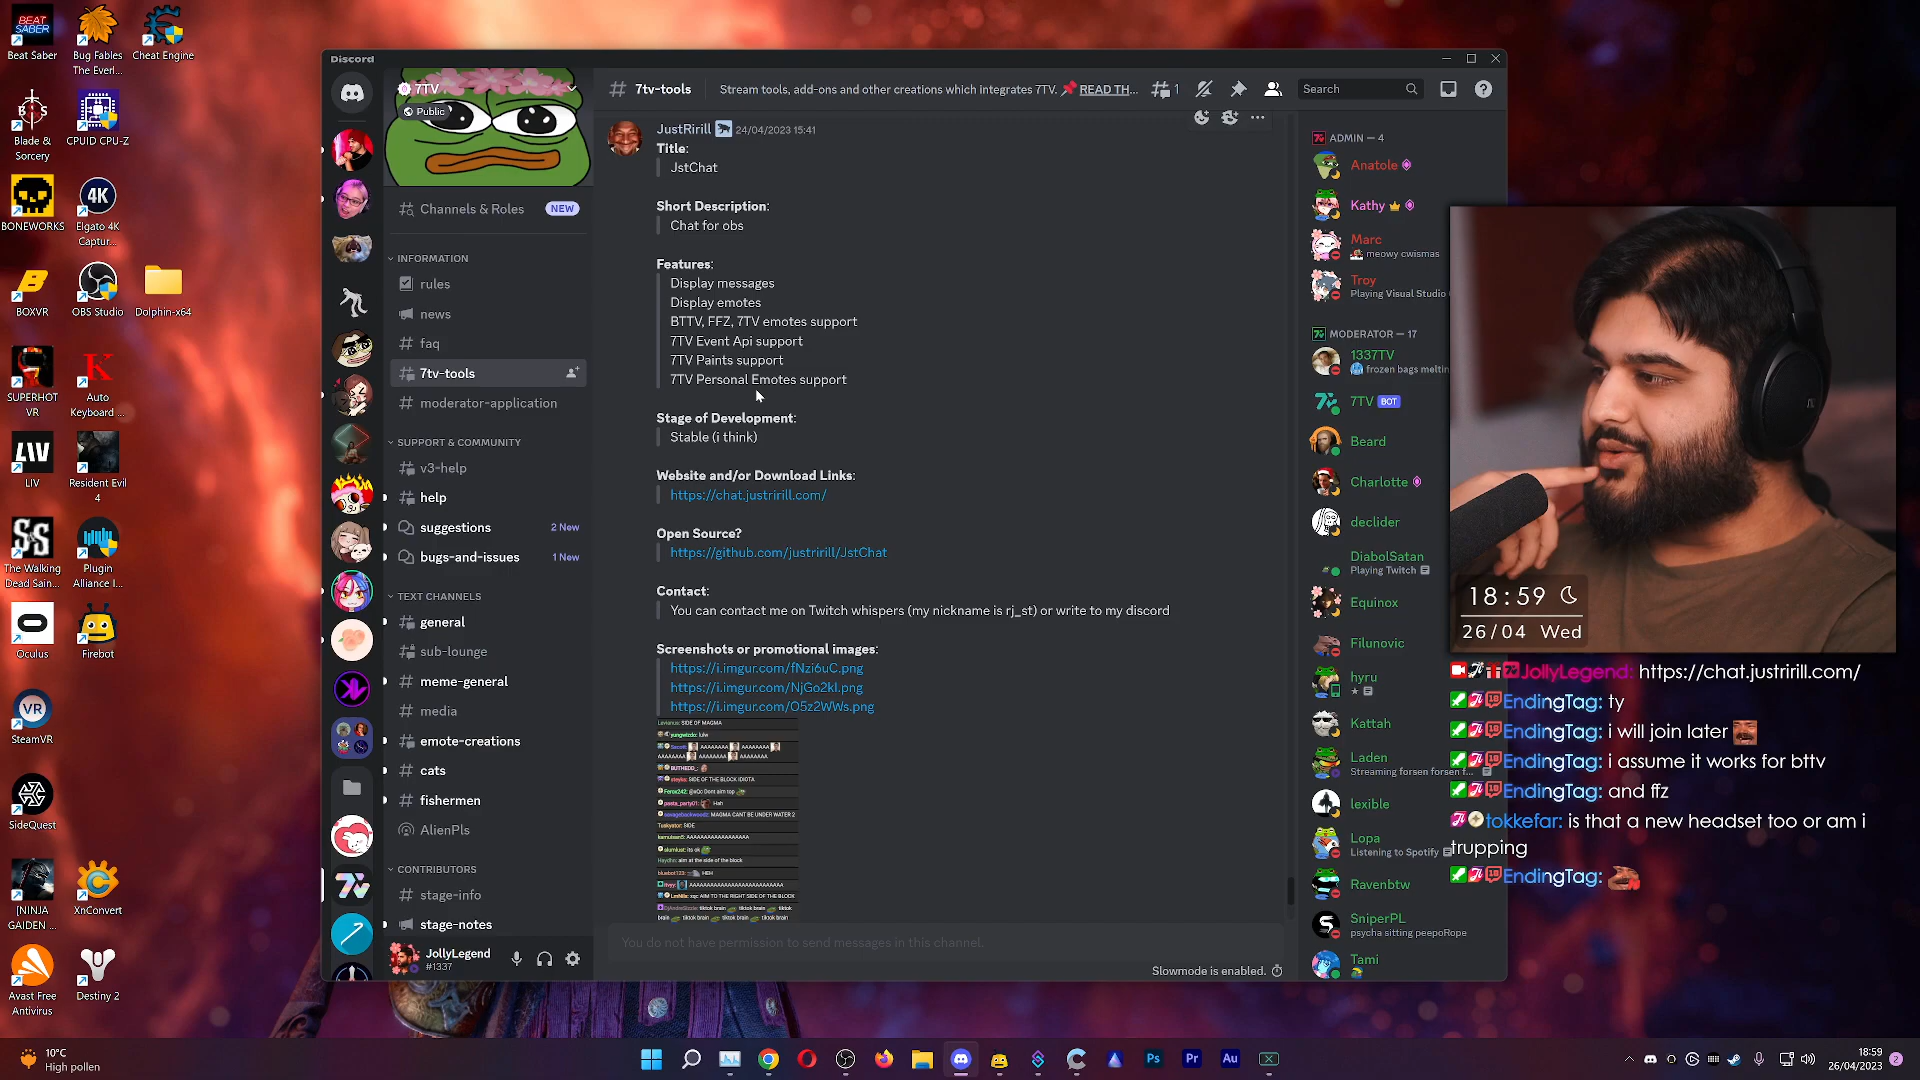 Beat Saber
Bug Fables
The Everl...
Cheat Engine
Blade &
Sorcery
CPUID CPU-Z
BONEWORKS
Elgato 4K
Captur...
BOXVR
OBS Studio
Dolphin-x64
SUPERHOT
VR
Auto
Keyboard ...
LIV
Resident Evil
4
The Walking
Dead Sain...
Plugin
Alliance I...
Oculus
Firebot
SteamVR
SideQuest
[NINJA
GAIDEN ...
XnConvert
Avast Free
Antivirus
Destiny 2
Discord
7TV
Public
Channels & Roles NEW
INFORMATION
rules
news
faq
7tv-tools
moderator-application
SUPPORT & COMMUNITY
v3-help
help
suggestions 2 New
bugs-and-issues 1 New
TEXT CHANNELS
general
sub-lounge
meme-general
media
emote-creations
cats
fishermen
AlienPls
CONTRIBUTORS
stage-info
stage-notes
JollyLegend
#1337
7tv-tools Stream tools, add-ons and other creations which integrates 7TV. READ TH... 1 Search
JustRirill 24/04/2023 15:41
Title:
JstChat
Short Description:
Chat for obs
Features:
Display messages
Display emotes
BTTV, FFZ, 7TV emotes support
7TV Event Api support
7TV Paints support
7TV Personal Emotes support
Stage of Development:
Stable (i think)
Website and/or Download Links:
https://chat.justririll.com/
Open Source?
https://github.com/justririll/JstChat
Contact:
You can contact me on Twitch whispers (my nickname is rj_st) or write to my discord
Screenshots or promotional images:
https://i.imgur.com/fNzi6uC.png
https://i.imgur.com/NjGo2kI.png
https://i.imgur.com/O5z2WWs.png
You do not have permission to send messages in this channel.
Slowmode is enabled.
ADMIN — 4
Anatole
Kathy
Marc
meowy cwismas
Troy
Playing Visual Studio
MODERATOR — 17
1337TV
frozen bags meltin
7TV BOT
Beard
Charlotte
declider
DiabolSatan
Playing Twitch
Equinox
Filunovic
hyru
Kattah
Laden
Streaming forsen forsen f...
lexible
Lopa
Listening to Spotify
Ravenbtw
SniperPL
psycha sitting peepoRope
Tami
18:59
26/04 Wed
JollyLegend: https://chat.justririll.com/
EndingTag: ty
EndingTag: i will join later
EndingTag: i assume it works for bttv
EndingTag: and ffz
tokkefar: is that a new headset too or am i
trupping
EndingTag:
10°C
High pollen
18:59
26/04/2023